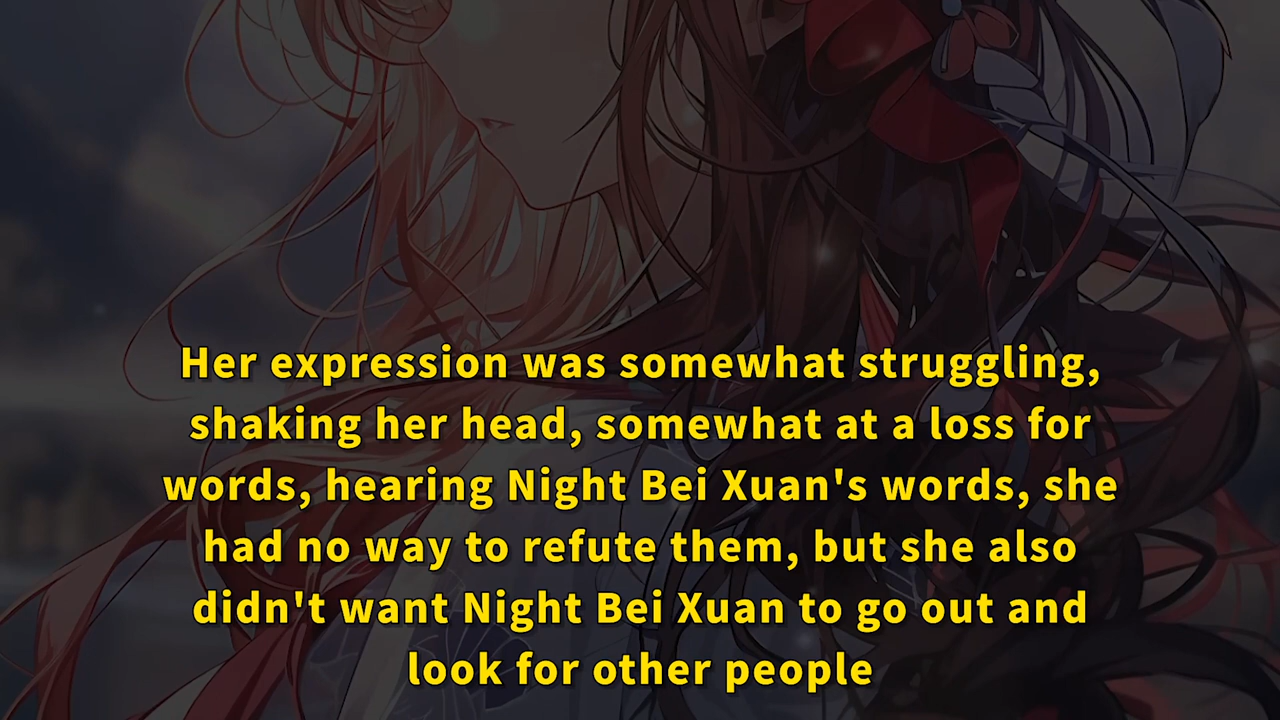 Her expression was somewhat struggling,
shaking her head, somewhat at a loss for
words, hearing Night Bei Xuan's words, she
had no way to refute them, but she also
didn't want Night Bei Xuan to go out and
look for other people